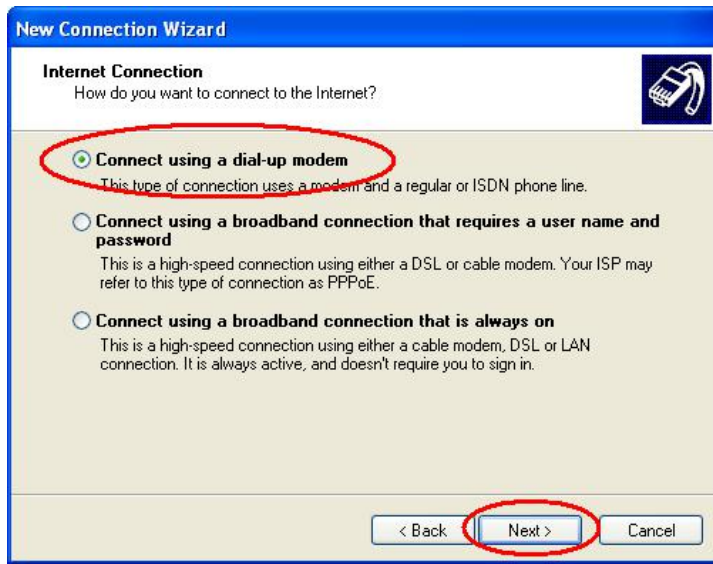 New Connection Wizard
Internet Connection
How do you want to connect to the Internet?
Connect using a dial-up modem
This type of connection uses a modem and a regular or ISDN phone line.
Connect using a broadband connection that requires a user name and
password
This is a high-speed connection using either a DSL or cable modem. Your ISP may
refer to this type of connection as PPPoE.
Connect using a broadband connection that is always on
This is a high-speed connection using either a cable modem, DSL or LAN
connection. It is always active, and doesn't require you to sign in.
< Back
Next >
Cancel